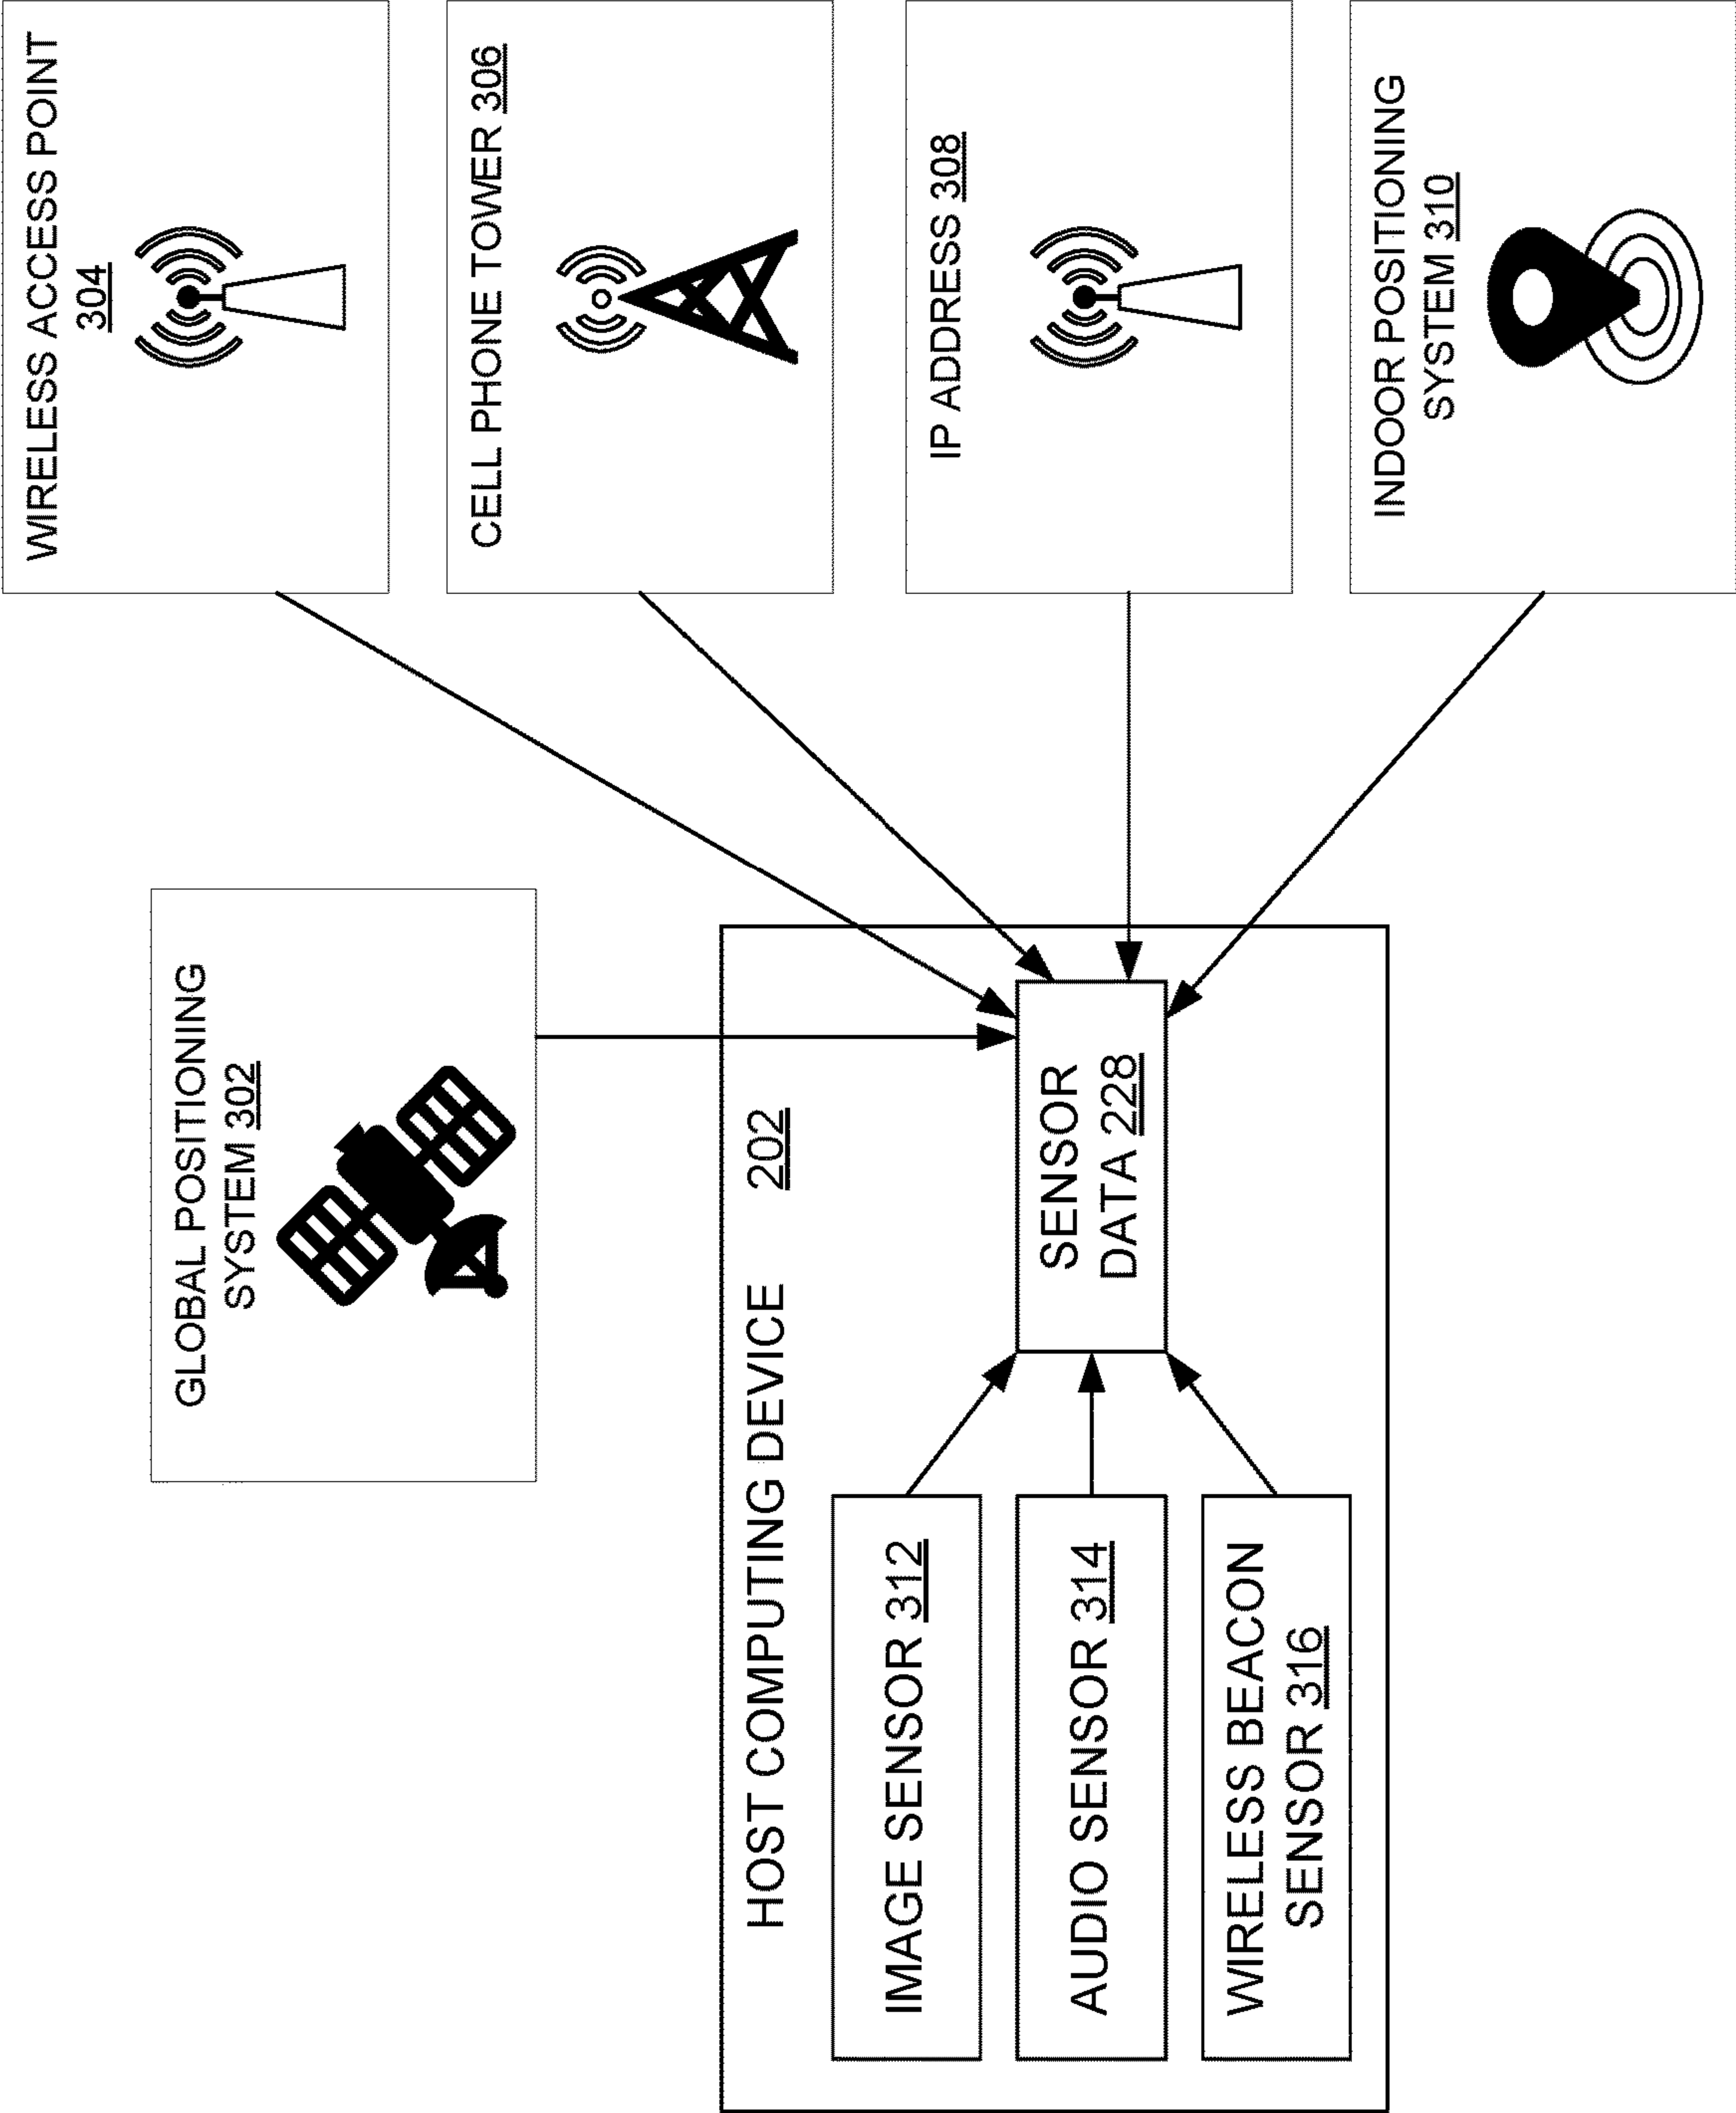 GLOBAL POSITIONING
SYSTEM 302
WIRELESS ACCESS POINT
304
CELL PHONE TOWER 306
IP ADDRESS 308
INDOOR POSITIONING
SYSTEM 310
HOST COMPUTING DEVICE 202
IMAGE SENSOR 312
AUDIO SENSOR 314
WIRELESS BEACON
SENSOR 316
SENSOR
DATA 228